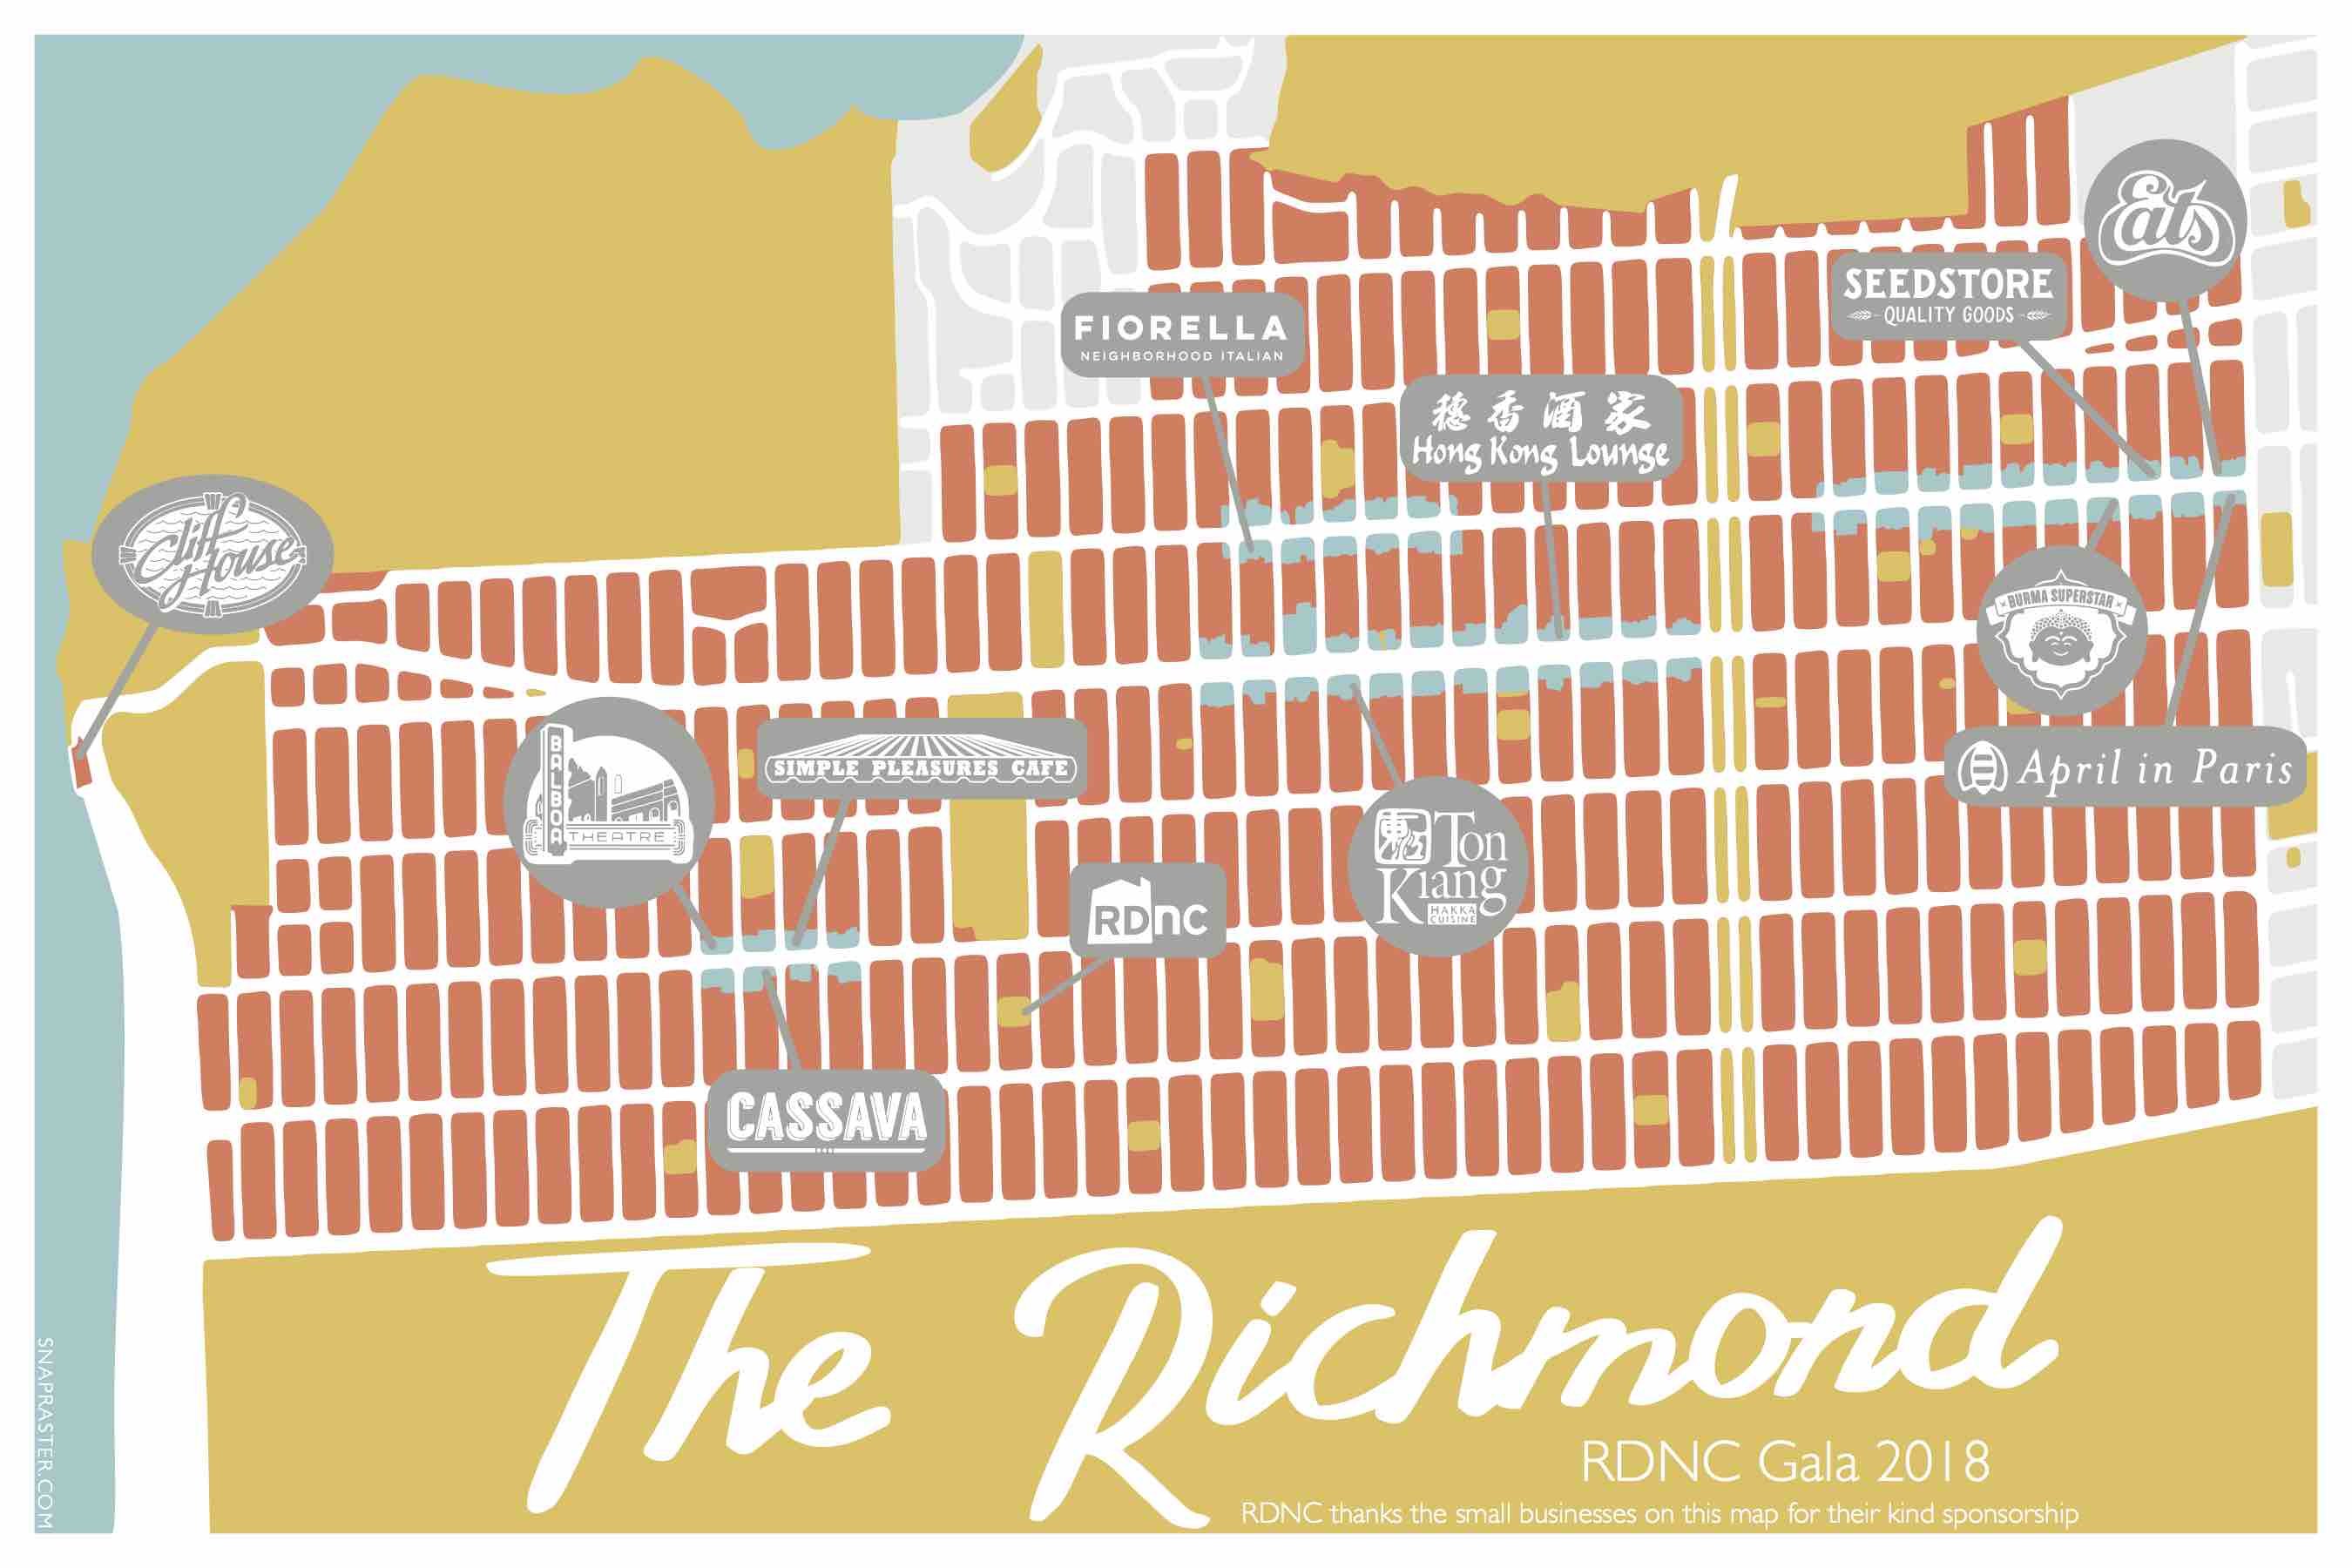 Eats
SEEDSTORE
QUALITY GOODS
FIORELLA
NEIGHBORHOOD ITALIAN
穗香酒家
Hong Kong Lounge
Cliff House
BURMA SUPERSTAR
BALBOA
THEATRE
SIMPLE PLEASURES CAFE
April in Paris
Ton
Kiang
HAKKA
CUISINE
RDnc
CASSAVA
The Richmond
RDNC Gala 2018
RDNC thanks the small businesses on this map for their kind sponsorship
SNAPRASTER.COM